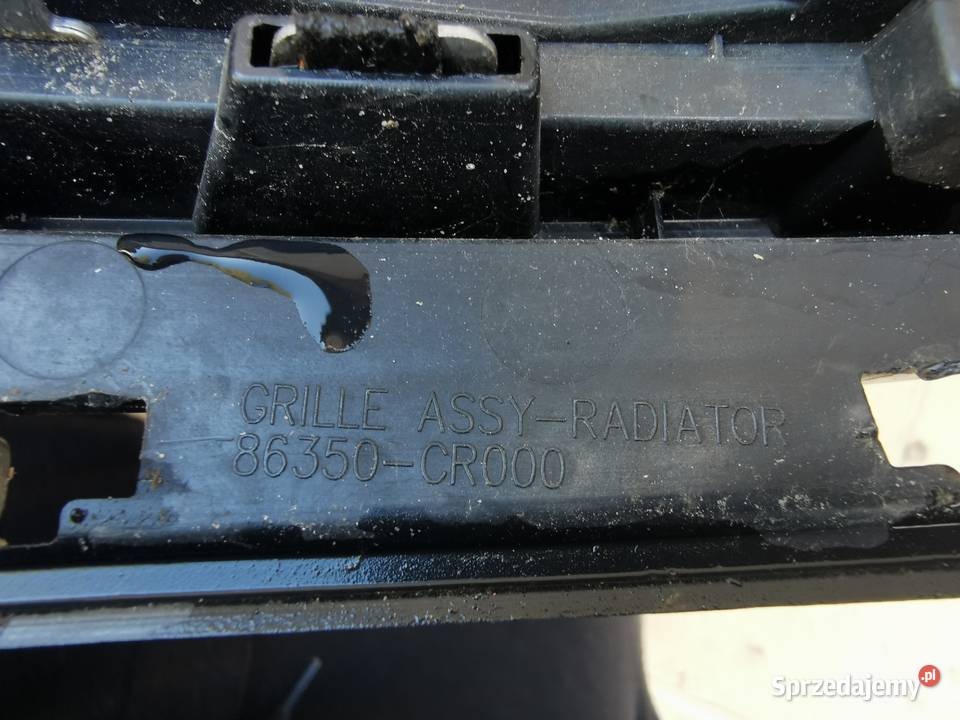 GRILLE ASSY-RADIATOR
86350-CR000
Sprzedajemy.pl